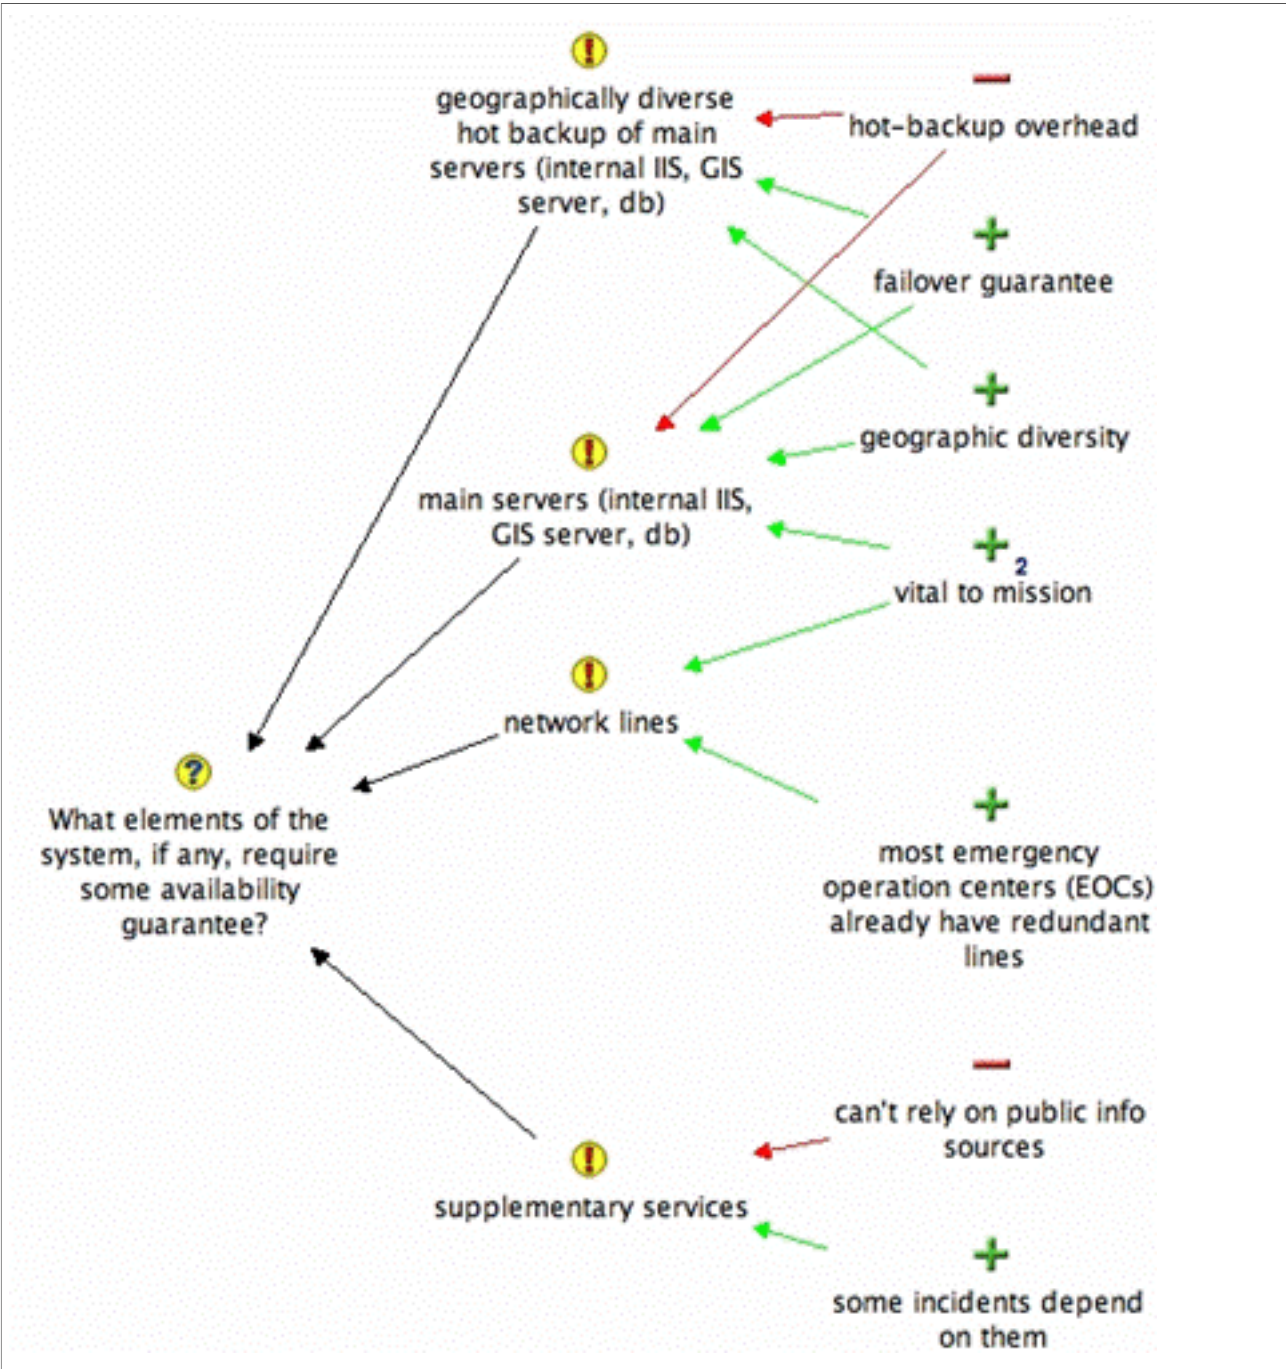 geographically diverse
hot backup of main
servers (internal IIS, GIS
server, db)
hot-backup overhead
failover guarantee
geographic diversity
main servers (internal IIS,
GIS server, db)
2
vital to mission
network lines
?
What elements of the
system, if any, require
some availability
guarantee?
most emergency
operation centers (EOCs)
already have redundant
lines
can't rely on public info
sources
supplementary services
some incidents depend
on them